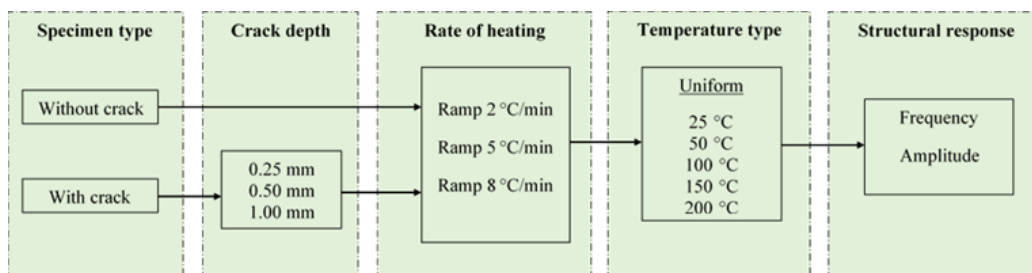 Specimen type
Without crack
With crack
Crack depth
0.25 mm
0.50 mm
1.00 mm
Rate of heating
Ramp 2 °C/min
Ramp 5 °C/min
Ramp 8 °C/min
Temperature type
Uniform
25 °C
50 °C
100 °C
150 °C
200 °C
Structural response
Frequency
Amplitude